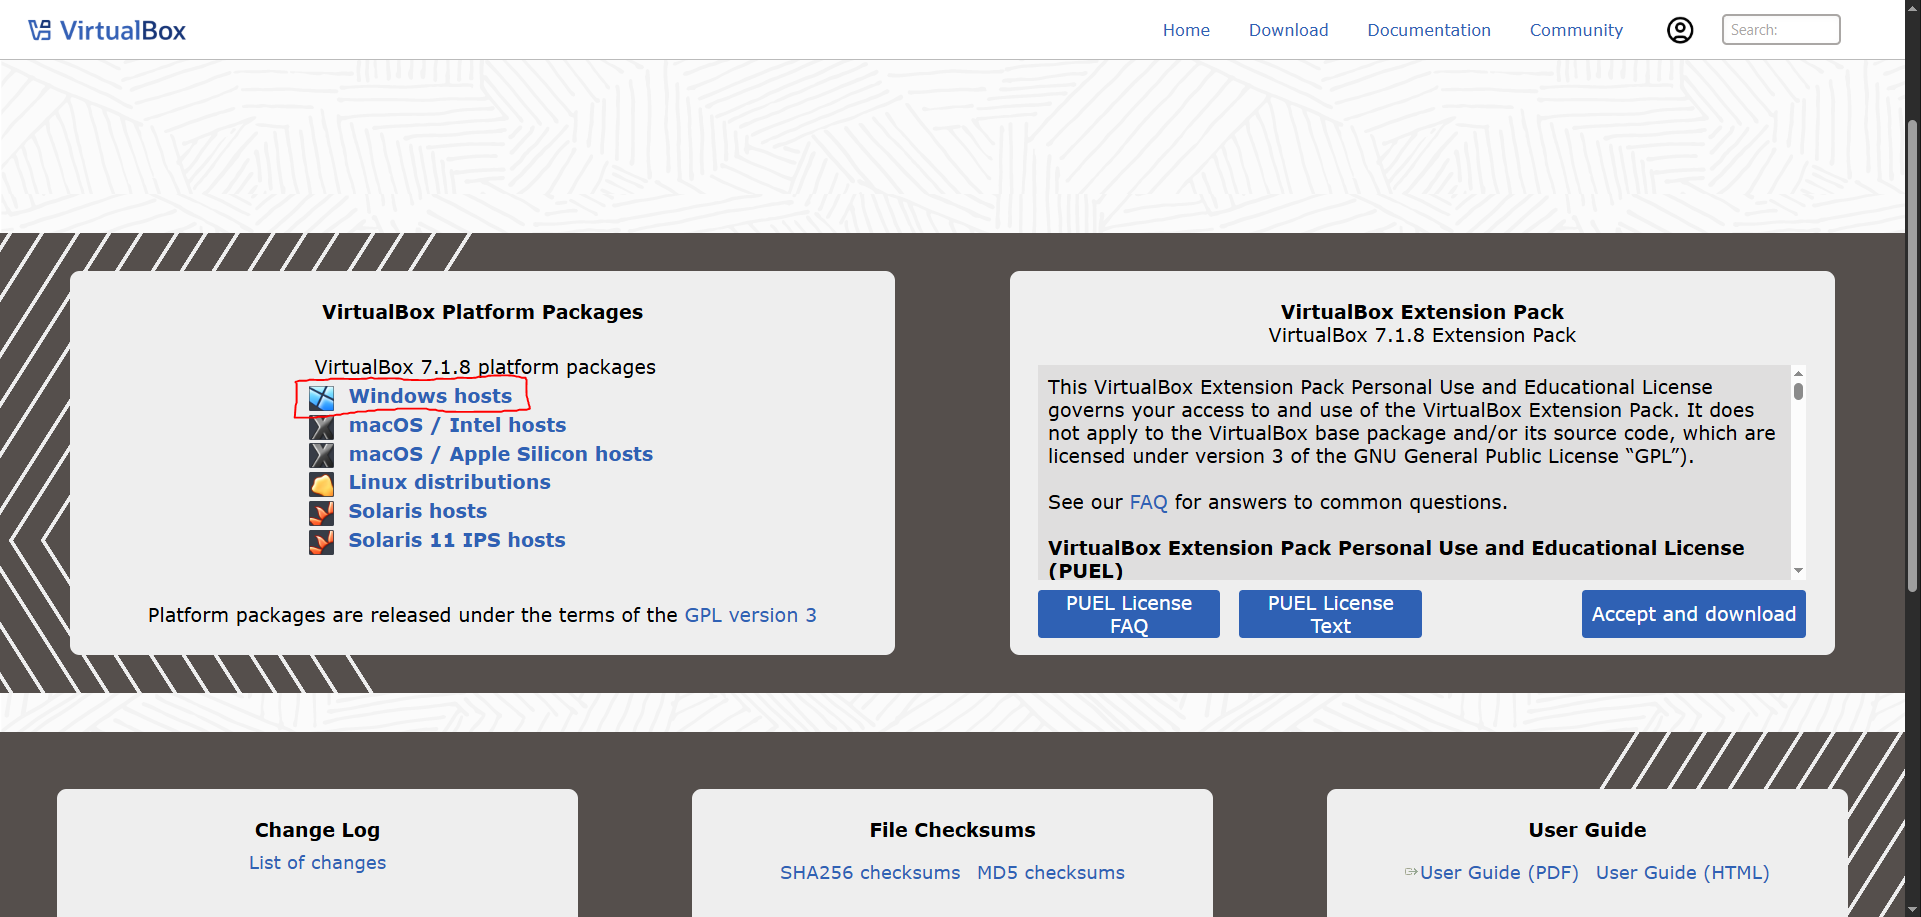 VirtualBox
Home Download Documentation Community
Search:
VirtualBox Platform Packages
VirtualBox 7.1.8 platform packages
Windows hosts
macOS / Intel hosts
macOS / Apple Silicon hosts
Linux distributions
Solaris hosts
Solaris 11 IPS hosts
Platform packages are released under the terms of the GPL version 3
VirtualBox Extension Pack
VirtualBox 7.1.8 Extension Pack
This VirtualBox Extension Pack Personal Use and Educational License
governs your access to and use of the VirtualBox Extension Pack. It does
not apply to the VirtualBox base package and/or its source code, which are
licensed under version 3 of the GNU General Public License “GPL”).
See our FAQ for answers to common questions.
VirtualBox Extension Pack Personal Use and Educational License
(PUEL)
PUEL License
FAQ
PUEL License
Text
Accept and download
Change Log
List of changes
File Checksums
SHA256 checksums MD5 checksums
User Guide
User Guide (PDF) User Guide (HTML)